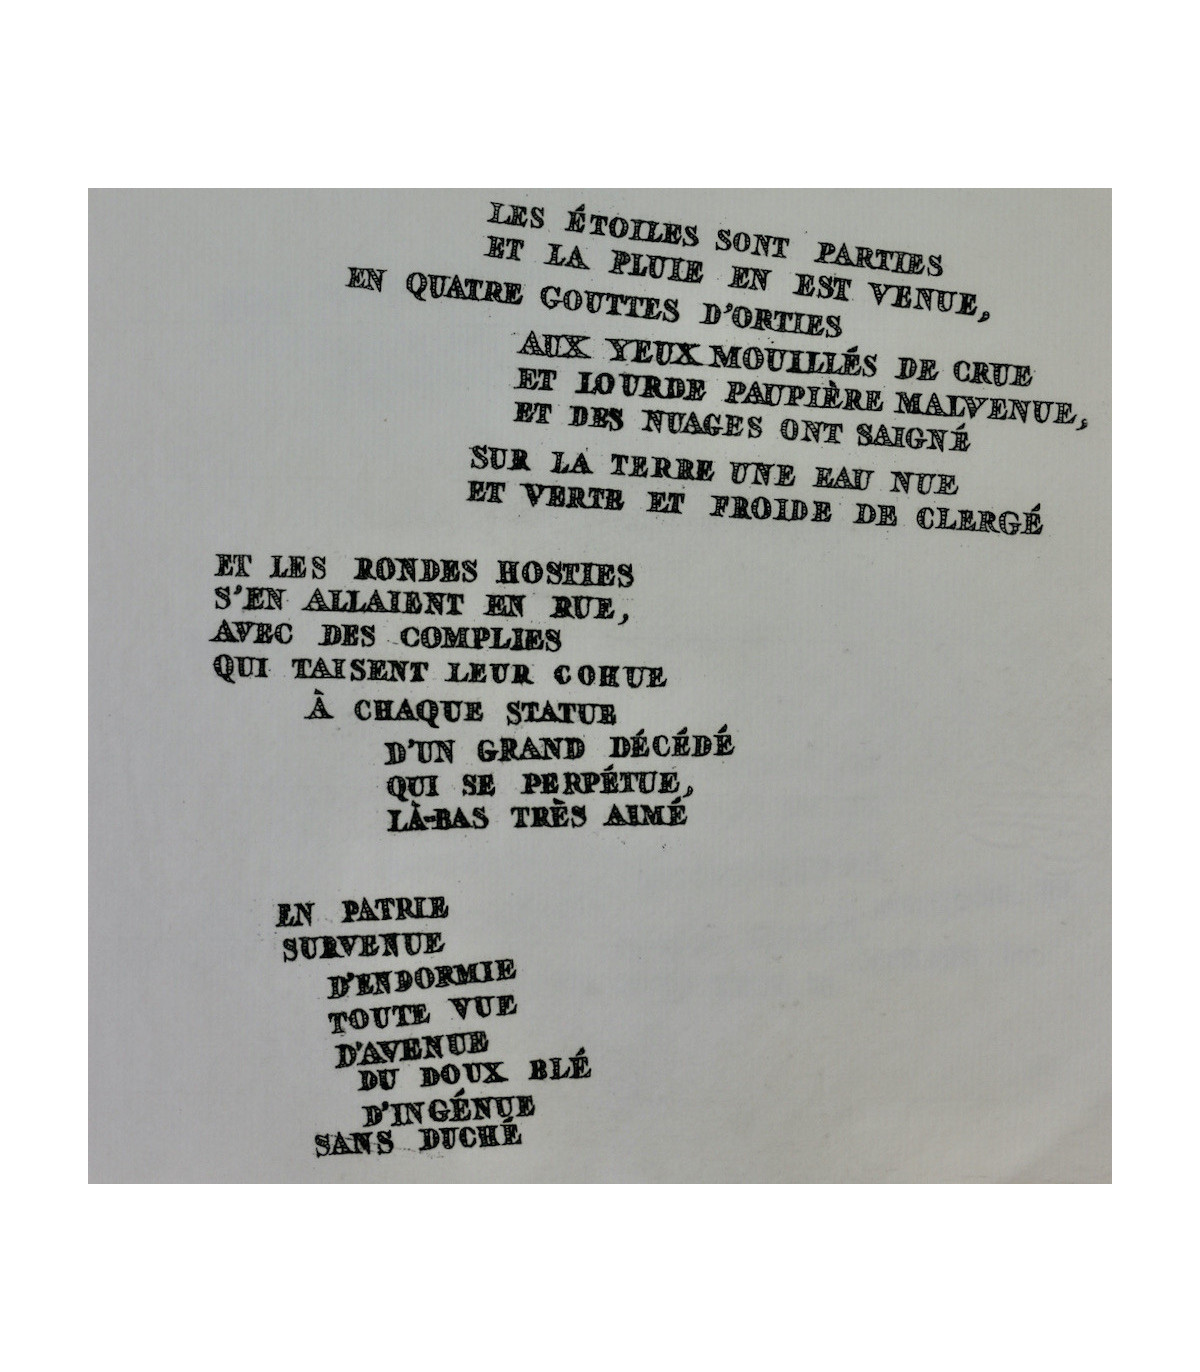 LES ÉTOILES SONT PARTIES
ET LA PLUIE EN EST VENUE,
EN QUATRE GOUTTES D'ORTIES
AUX YEUX MOUILLÉS DE CRUE
ET LOURDE PAUPIÈRE MALVENUE,
ET DES NUAGES ONT SAIGNÉ
SUR LA TERRE UNE EAU NUE
ET VERTE ET FROIDE DE CLERGÉ
ET LES RONDES HOSTIES
S'EN ALLAIENT EN RUE,
AVEC DES COMPLIES
QUI TAISENT LEUR COHUE
À CHAQUE STATUE
D'UN GRAND DÉCÉDÉ
QUI SE PERPÉTUE,
LÀ-BAS TRÈS AIMÉ
EN PATRIE
SURVENUE
D'ENDORMIE
TOUTE VUE
D'AVENUE
DU DOUX BLÉ
D'INGÉNUE
SANS DUCHÉ